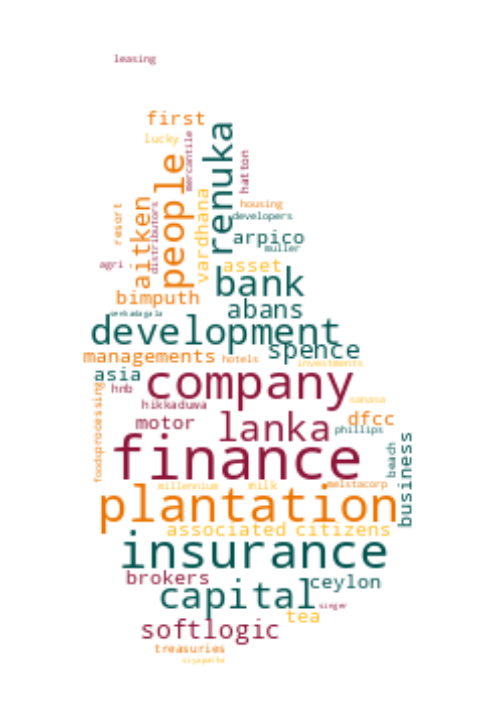 leasing
first
lucky
mercantile
renuka
people
hatton
vardhana
aitken
distributors
resort
housing
developers
arpico
muller
agri
asset
bank
bimputh
abans
senkadagala
development
spence
managements
hotels
investments
asia
company
hnb
foodsprocessing
sanasa
hikkaduwa
motor
lanka
dfcc
phillips
business
beach
finance
millennium
milk
melstacorp
plantation
associated
citizens
insurance
brokers
ceylon
capital
singer
tea
softlogic
treasuries
siyapatha